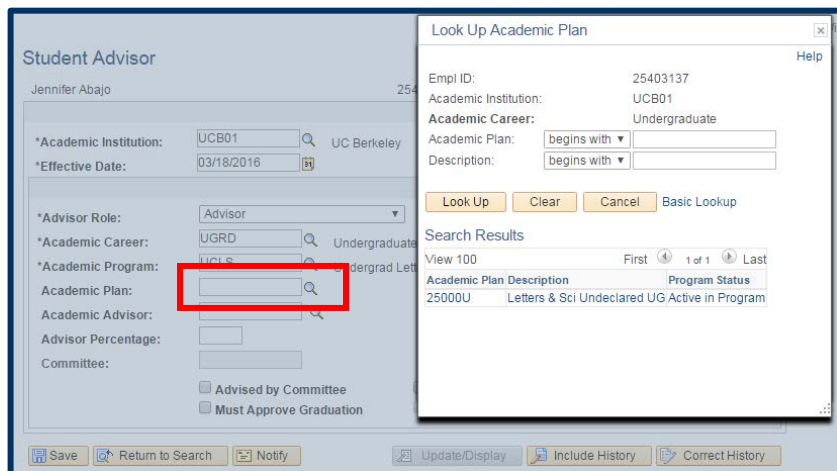 Student Advisor
Jennifer Abajo 254
*Academic Institution: UCB01 UC Berkeley
*Effective Date: 03/18/2016
*Advisor Role: Advisor
*Academic Career: UGRD Undergraduate
*Academic Program: UCLS Undergrad Lett
Academic Plan:
Academic Advisor:
Advisor Percentage:
Committee:
Advised by Committee
Must Approve Graduation
Save Return to Search Notify Update/Display Include History Correct History
Look Up Academic Plan
Help
Empl ID: 25403137
Academic Institution: UCB01
Academic Career: Undergraduate
Academic Plan: begins with
Description: begins with
Look Up Clear Cancel Basic Lookup
Search Results
View 100 First 1 of 1 Last
Academic Plan Description Program Status
25000U Letters & Sci Undeclared UG Active in Program